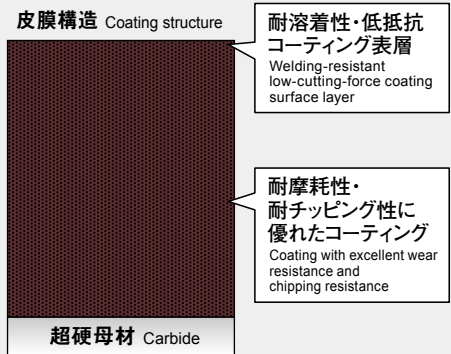 皮膜構造 Coating structure
耐溶着性・低抵抗
コーティング表層
Welding-resistant
low-cutting-force coating
surface layer
耐摩耗性・
耐チッピング性に
優れたコーティング
Coating with excellent wear
resistance and
chipping resistance
超硬母材 Carbide